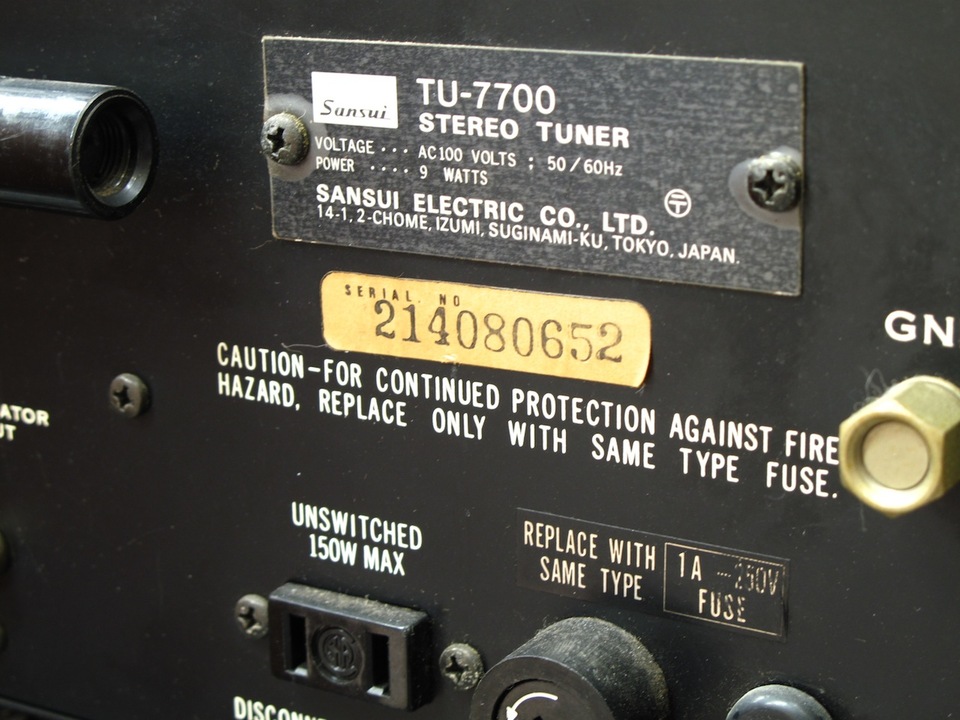 Sansui
TU-7700
STEREO TUNER
VOLTAGE ... AC100 VOLTS ; 50/60Hz
POWER .... 9 WATTS
SANSUI ELECTRIC CO., LTD.
14-1, 2-CHOME, IZUMI, SUGINAMI-KU, TOKYO, JAPAN.
SERIAL NO
214080652
GN
CAUTION-FOR CONTINUED PROTECTION AGAINST FIRE
HAZARD, REPLACE ONLY WITH SAME TYPE FUSE.
ATOR
UT
UNSWITCHED
150W MAX
REPLACE WITH
SAME TYPE
1A 250V
FUSE
DISCONNE